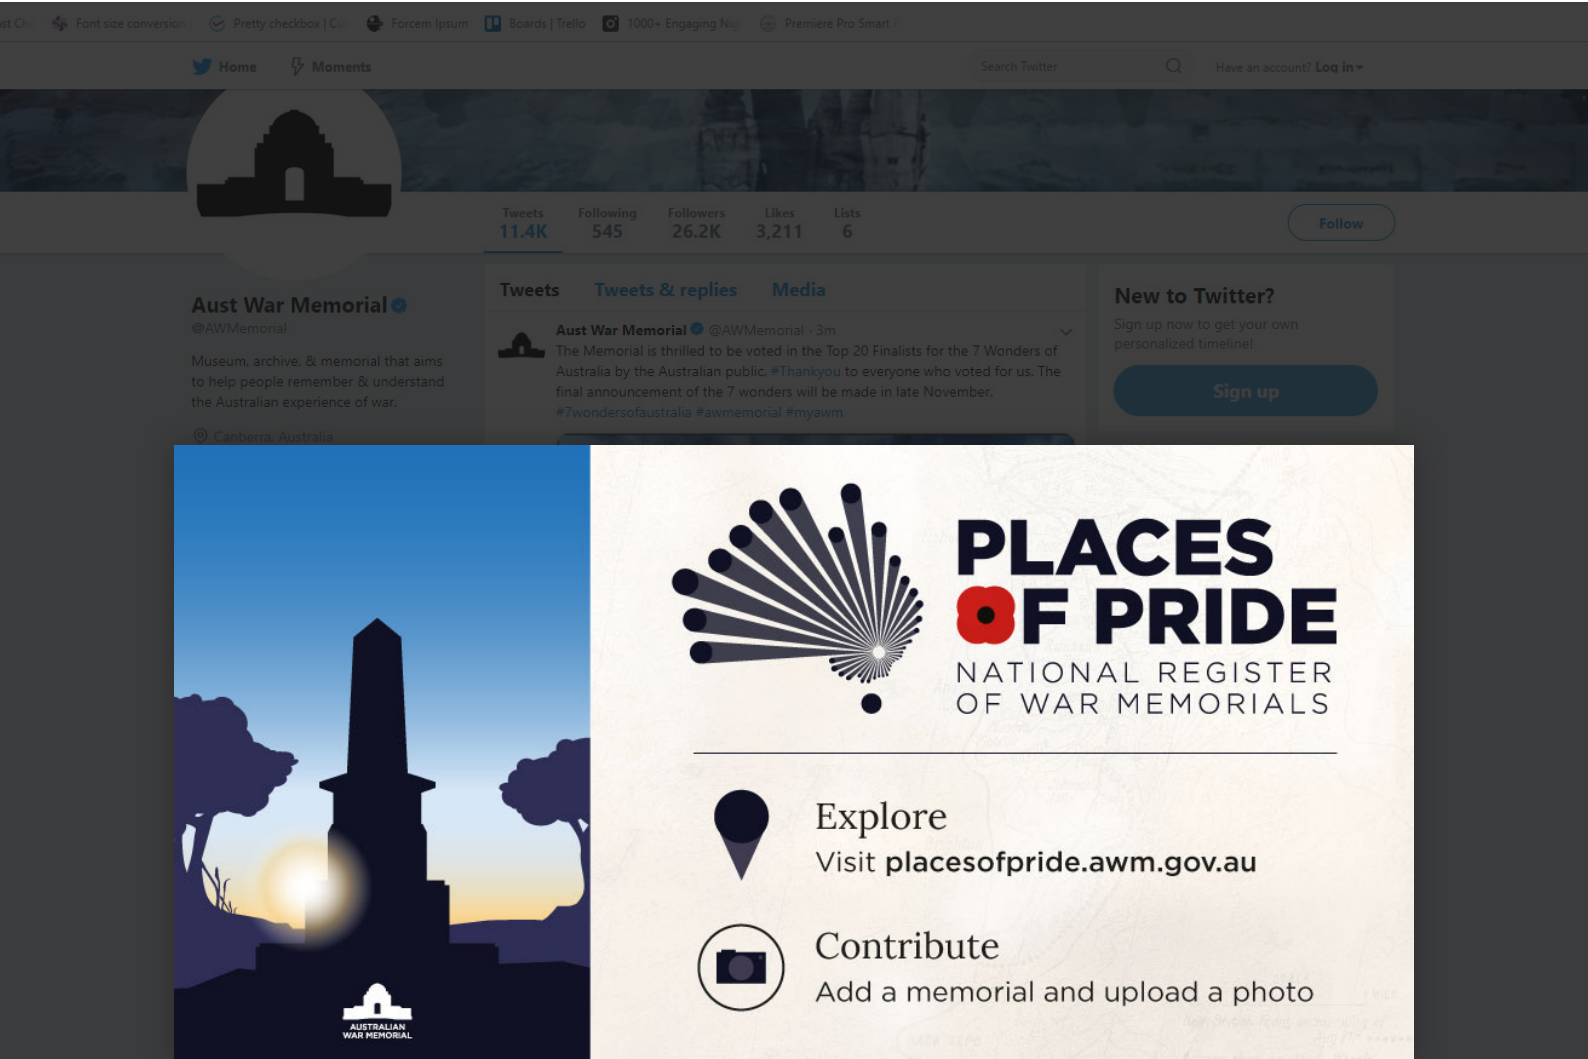 Font size conversion
Pretty checkbox | Cu
Forcem Ipsum
Boards | Trello
1000+ Engaging Nig
Premiere Pro Smart
Home
Moments
Search Twitter
Have an account? Log in
Tweets
11.4K
Following
545
Followers
26.2K
Likes
3,211
Lists
6
Follow
Aust War Memorial
@AWMemorial
Museum, archive, & memorial that aims
to help people remember & understand
the Australian experience of war.
Canberra, Australia
Tweets
Tweets & replies
Media
Aust War Memorial @AWMemorial · 3m
The Memorial is thrilled to be voted in the Top 20 Finalists for the 7 Wonders of
Australia by the Australian public. #Thankyou to everyone who voted for us. The
final announcement of the 7 wonders will be made in late November.
#7wondersofaustralia #awmemorial #myawm
New to Twitter?
Sign up now to get your own
personalized timeline!
Sign up
PLACES
OF PRIDE
NATIONAL REGISTER
OF WAR MEMORIALS
Explore
Visit placesofpride.awm.gov.au
Contribute
Add a memorial and upload a photo
AUSTRALIAN
WAR MEMORIAL